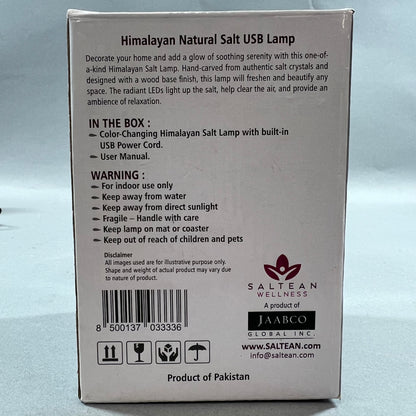 Himalayan Natural Salt USB Lamp
Decorate your home and add a glow of soothing serenity with this one-of-
a-kind Himalayan Salt Lamp. Hand-carved from authentic salt crystals and
designed with a wood base finish, this lamp will freshen and beautify any
space. The radiant LEDs light up the salt, help clear the air, and provide an
ambience of relaxation.
IN THE BOX :
Color-Changing Himalayan Salt Lamp with built-in
USB Power Cord.
User Manual.
WARNING :
For indoor use only
Keep away from water
Keep away from direct sunlight
Fragile – Handle with care
Keep lamp on mat or coaster
Keep out of reach of children and pets
Disclaimer
All images used are for illustrative purpose only.
Shape and weight of actual product may vary due
to nature of product.
8 500137 033336
SALTEAN
WELLNESS
A product of
JAABCO
GLOBAL INC.
www.SALTEAN.com
info@saltean.com
Product of Pakistan